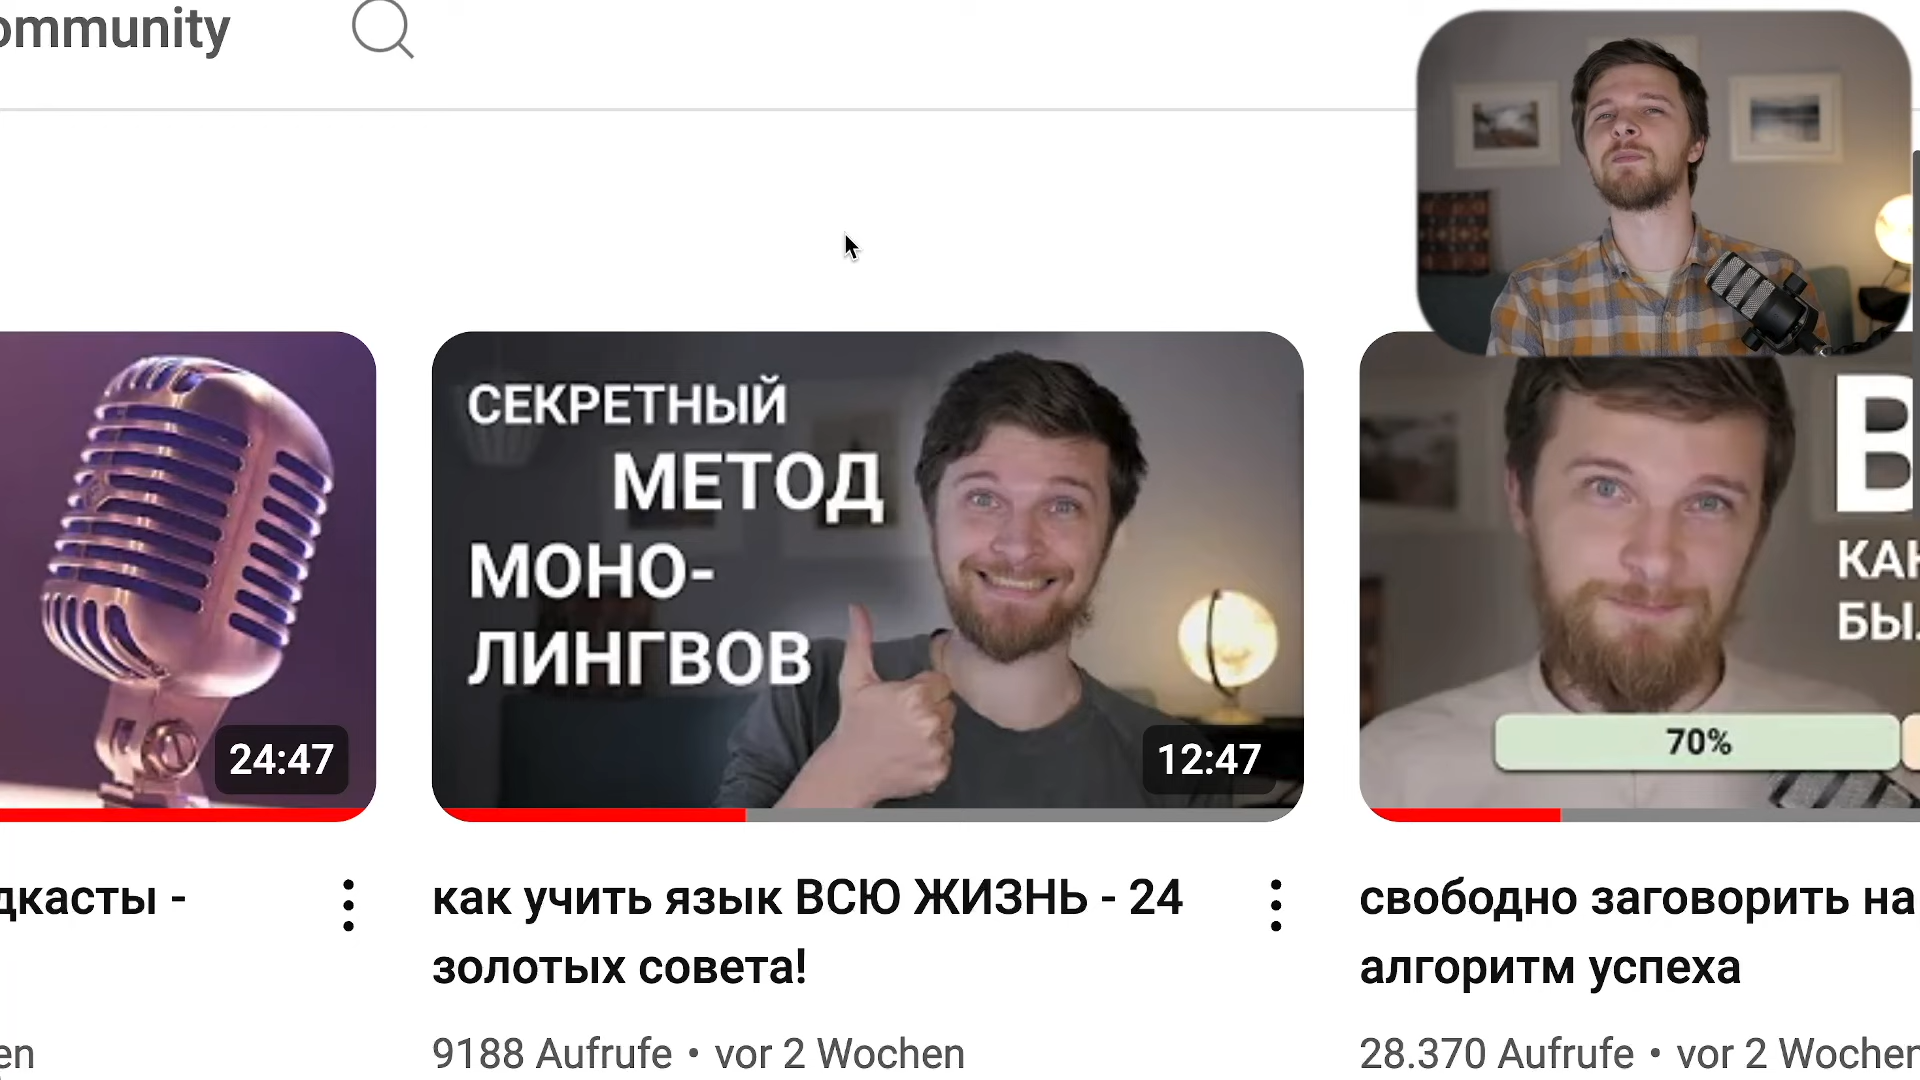 ommunity
СЕКРЕТНЫЙ
МЕТОД
МОНО-
ЛИНГВОВ
24:47
12:47
70%
дкасты -
как учить язык ВСЮ ЖИЗНЬ - 24
золотых совета!
9188 Aufrufe • vor 2 Wochen
свободно заговорить на
алгоритм успеха
28.370 Aufrufe • vor 2 Wochen